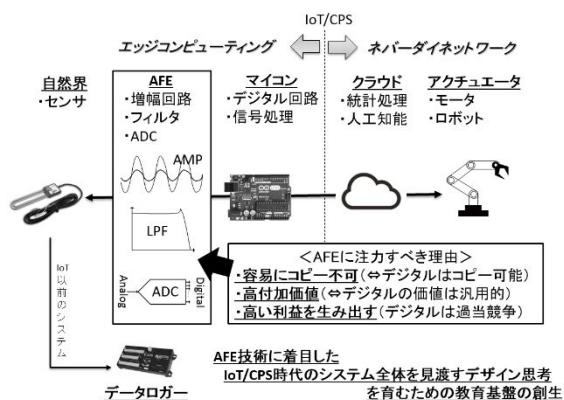 IoT/CPS
エッジコンピューティング
ネバーダイネットワーク
自然界
・センサ
AFE
・増幅回路
・フィルタ
・ADC
マイコン
・デジタル回路
・信号処理
クラウド
・統計処理
・人工知能
アクチュエータ
・モータ
・ロボット
AMP
LPF
Analog
ADC
Digital
<AFEに注力すべき理由>
・容易にコピー不可(⇔デジタルはコピー可能)
・高付加価値(⇔デジタルの価値は汎用的)
・高い利益を生み出す(デジタルは過当競争)
IoT
以前のシステム
データロガー
AFE技術に着目した
IoT/CPS時代のシステム全体を見渡すデザイン思考
を育むための教育基盤の創生